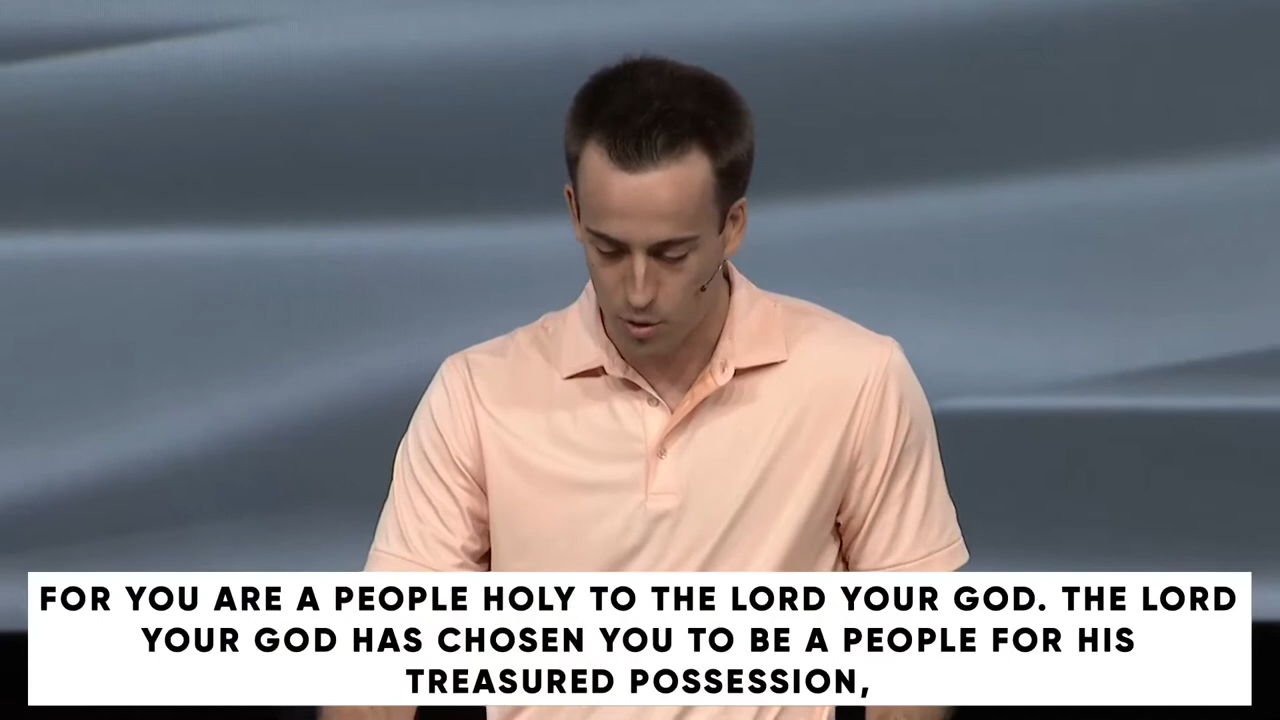 FOR YOU ARE A PEOPLE HOLY TO THE LORD YOUR GOD. THE LORD
YOUR GOD HAS CHOSEN YOU TO BE A PEOPLE FOR HIS
TREASURED POSSESSION,